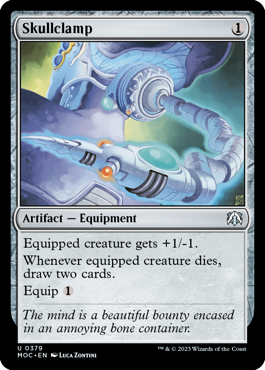 Skullclamp 1
Artifact — Equipment
Equipped creature gets +1/-1.
Whenever equipped creature dies,
draw two cards.
Equip 1
The mind is a beautiful bounty encased
in an annoying bone container.
U 0379
MOC • EN Luca Zontini
™ & © 2023 Wizards of the Coast